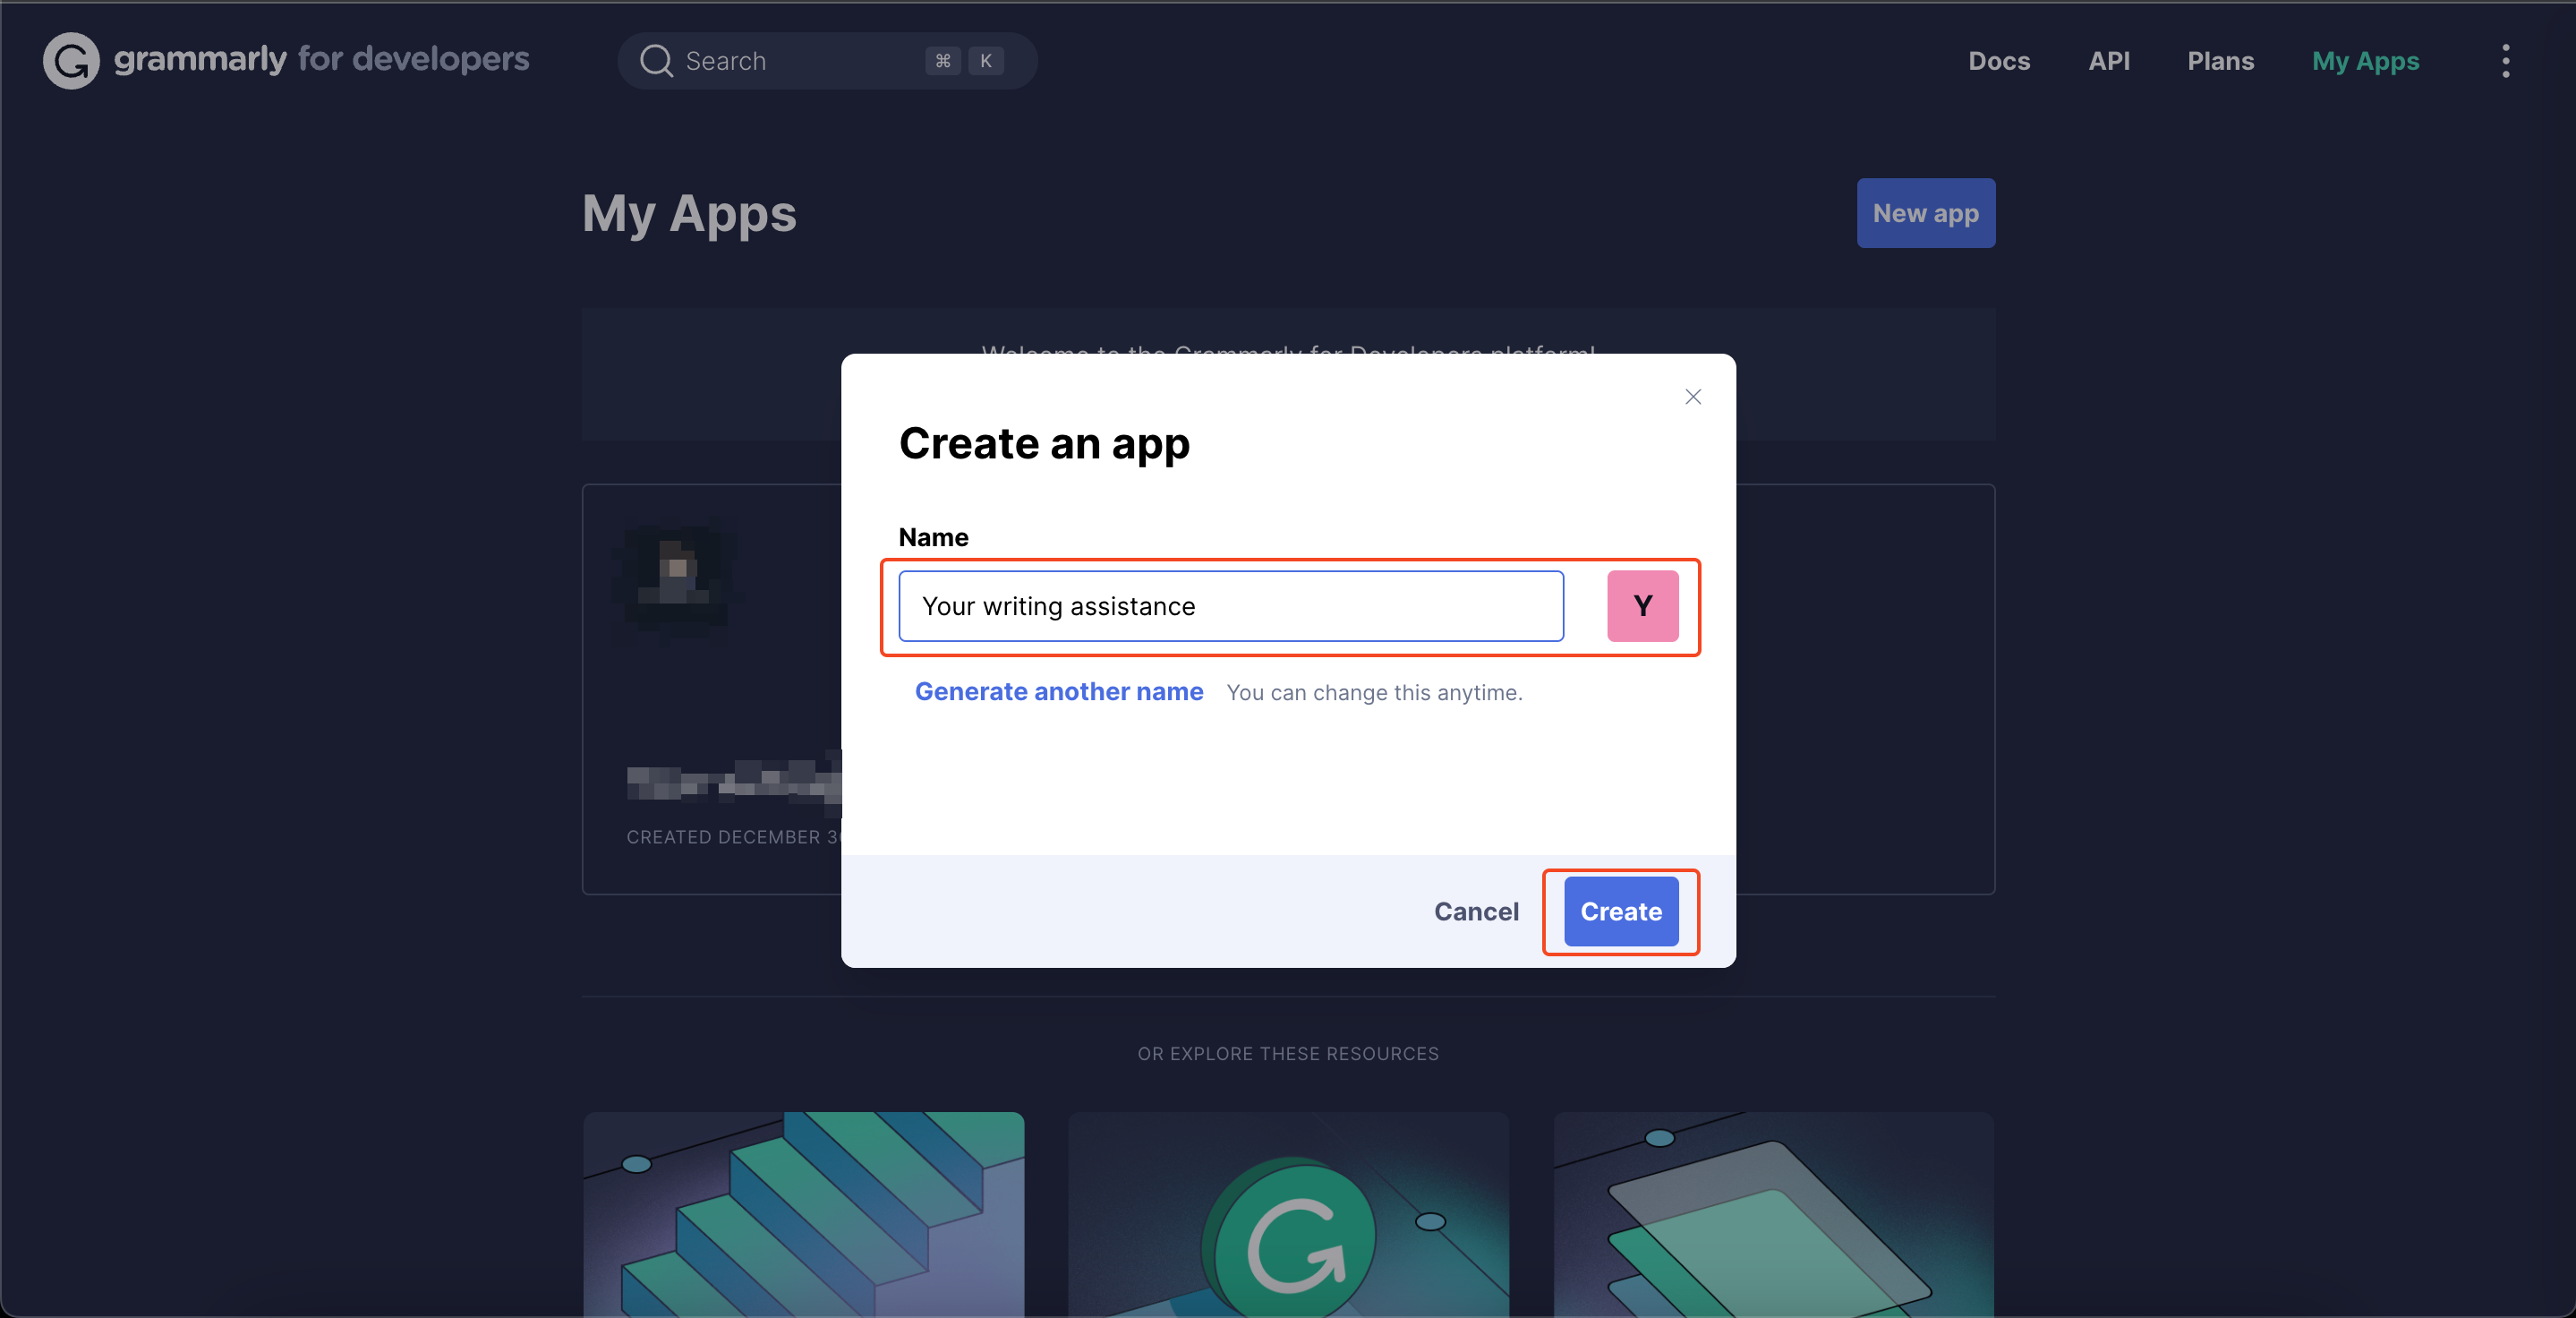 grammarly for developers
Search
⌘ K
Docs
API
Plans
My Apps
My Apps
New app
Welcome to the Grammarly for Developers platform!
Create an app
Name
Your writing assistance
Y
Generate another name
You can change this anytime.
CREATED DECEMBER
Cancel
Create
OR EXPLORE THESE RESOURCES